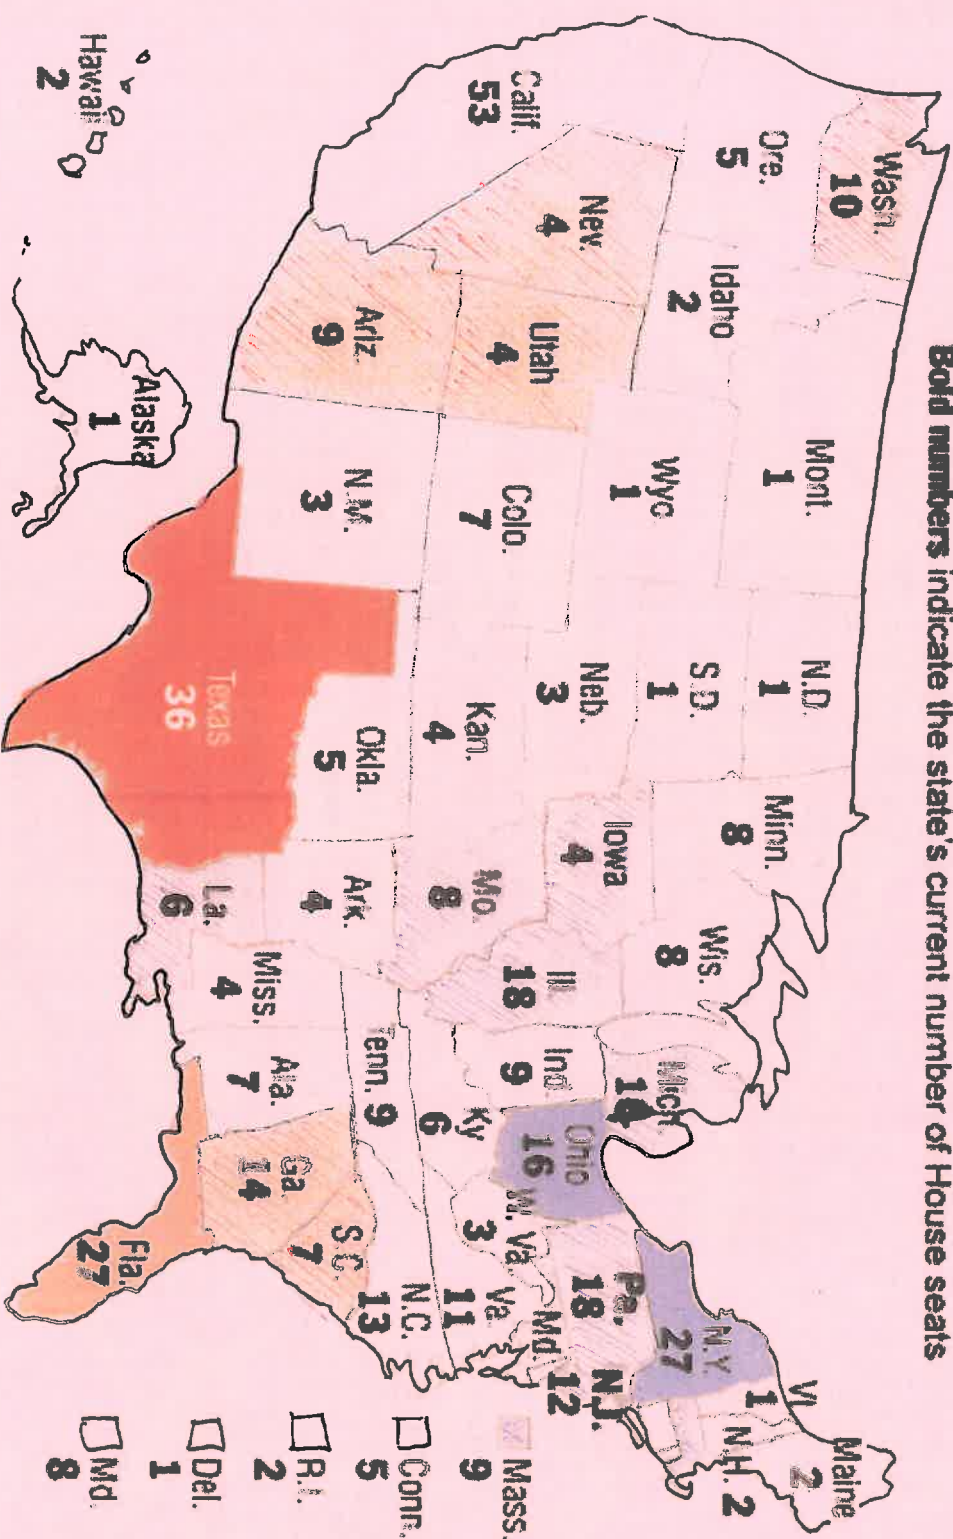 Bold numbers indicate the state's current number of House seats
Wash.
10
Ore.
5
Calif.
53
Nev.
4
Idaho
2
Utah
4
Ariz.
9
Mont.
1
Wyo.
1
Colo.
7
N.M.
3
N.D.
1
S.D.
1
Neb.
3
Kan.
4
Okla.
5
Texas
36
Minn.
8
Iowa
4
Mo.
8
Ark.
4
La.
6
Wis.
8
Ill.
18
Miss.
4
Mich.
14
Ind.
9
Ky
6
Tenn. 9
Ala.
7
Ohio
16
W. Va
3
Va.
11
N.C.
13
S.C.
7
Ga.
14
Fla.
27
Pa.
18
Md.
N.J.
12
N.Y.
27
Vt
1
N.H. 2
Maine
2
Mass.
9
Conn.
5
R.I.
2
Del.
1
Md.
8
Alaska
1
Hawaii
2